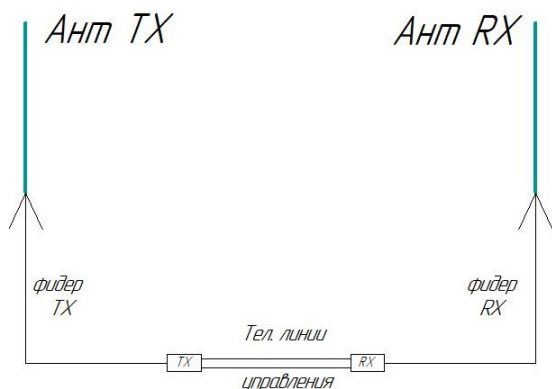 Ант TX
Ант RX
фидер
TX
фидер
RX
Тел. линии
TX
RX
управления